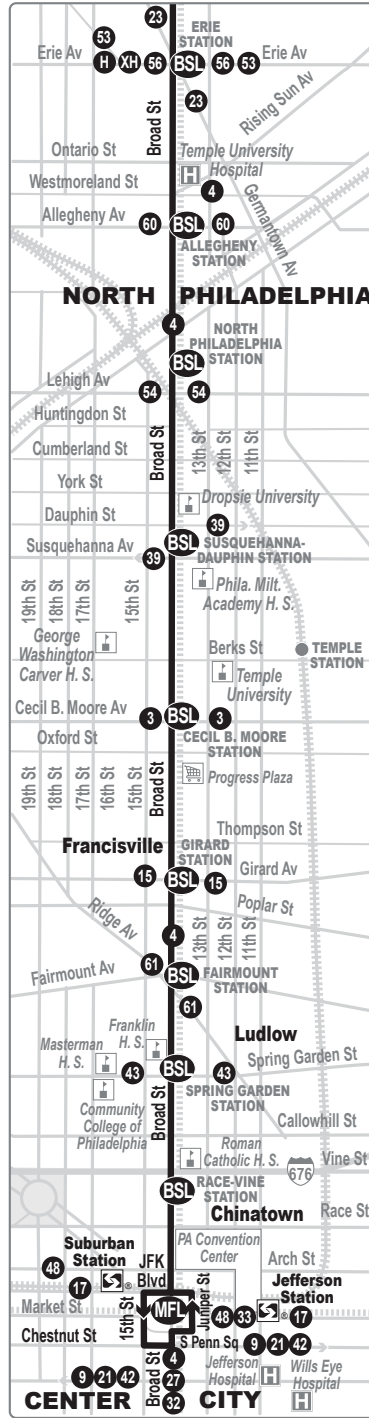 23
53
ERIE
STATION
Erie Av
H XH 56 BSL 56 53
Erie Av
Broad St
23
Rising Sun Av
Ontario St
Temple University
Hospital
H
Westmoreland St
4
Germantown Av
Allegheny Av
60 BSL 60
ALLEGHENY
STATION
NORTH PHILADELPHIA
4
NORTH
PHILADELPHIA
STATION
BSL
Lehigh Av
54 54
Huntingdon St
Broad St
13th St
12th St
11th St
Cumberland St
York St
Dropsie University
Dauphin St
39
Susquehanna Av
BSL
SUSQUEHANNA-
DAUPHIN STATION
39
Phila. Milt.
Academy H. S.
19th St
18th St
17th St
15th St
George
Washington
Carver H. S.
Berks St
TEMPLE
STATION
Temple
University
Cecil B. Moore Av
3 BSL 3
CECIL B. MOORE
STATION
Oxford St
19th St
18th St
17th St
16th St
15th St
Broad St
Progress Plaza
Thompson St
Francisville
GIRARD
STATION
15 BSL 15
Girard Av
Ridge Av
Poplar St
4
13th St
12th St
11th St
61
Fairmount Av
BSL
FAIRMOUNT
STATION
61
Franklin
H. S.
Ludlow
Masterman
H. S.
Spring Garden St
43 BSL 43
SPRING GARDEN
STATION
Community
College of
Philadelphia
Broad St
Callowhill St
Roman
Catholic H. S.
676
Vine St
BSL
RACE-VINE
STATION
Chinatown
Race St
PA Convention
Center
Suburban
Station
JFK
Blvd
Arch St
48
17
®
Jefferson
Station
Market St
15th St
MFL
Juniper St
48 33
®
17
Chestnut St
S Penn Sq
9 21 42
4
Jefferson
Hospital
H
Wills Eye
Hospital
H
9 21 42
Broad St
27
CENTER CITY
32